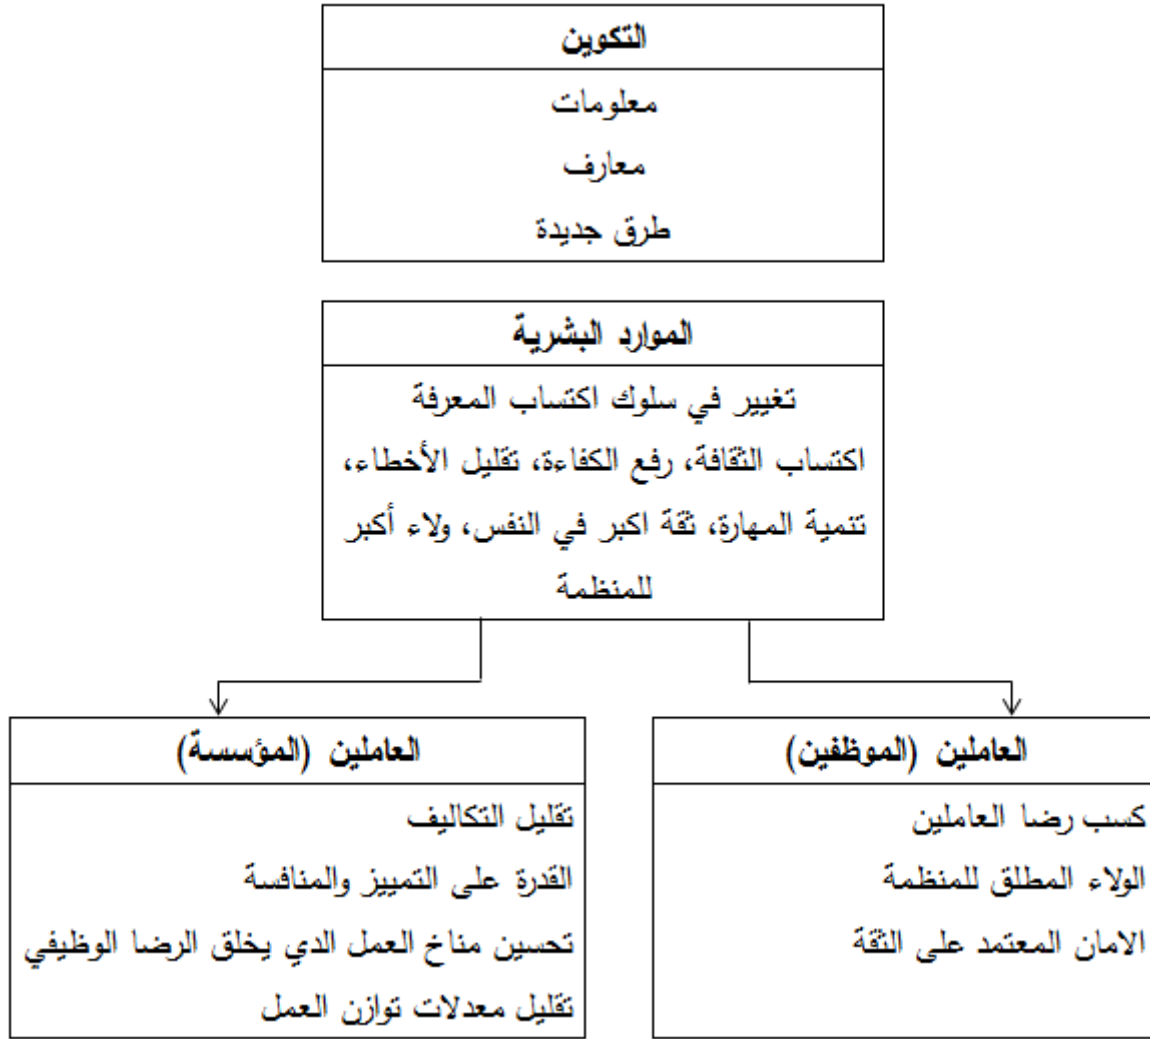 التكوين
معلومات
معارف
طرق جديدة
الموارد البشرية
تغيير في سلوك اكتساب المعرفة
اكتساب الثقافة، رفع الكفاءة، تقليل الأخطاء،
تنمية المهارة، ثقة اكبر في النفس، ولاء أكبر
للمنظمة
العاملين (الموظفين)
كسب رضا العاملين
الولاء المطلق للمنظمة
الامان المعتمد على الثقة
العاملين (المؤسسة)
تقليل التكاليف
القدرة على التمييز والمنافسة
تحسين مناخ العمل الدي يخلق الرضا الوظيفي
تقليل معدلات توازن العمل